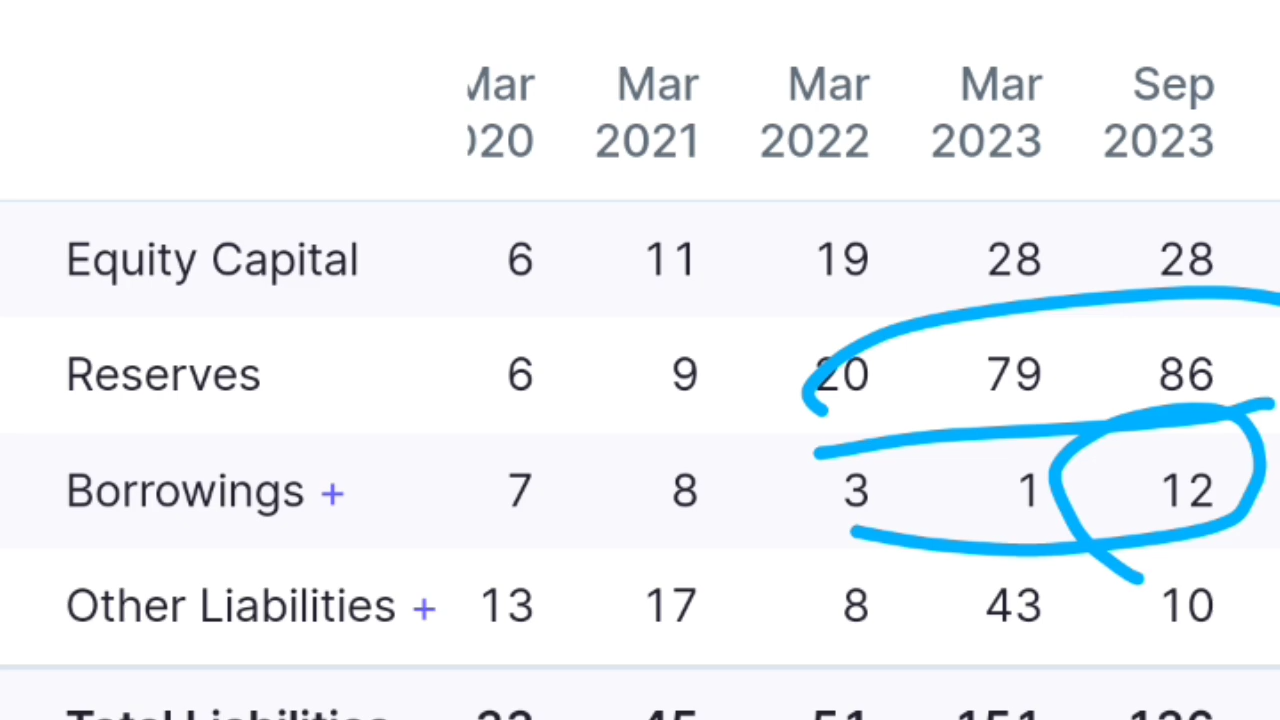 Mar Mar Mar Mar Sep
2021 2022 2023 2023
Equity Capital 6 11 19 28 28
Reserves 6 9 20 79 86
Borrowings + 7 8 3 1 12
Other Liabilities + 13 17 8 43 10